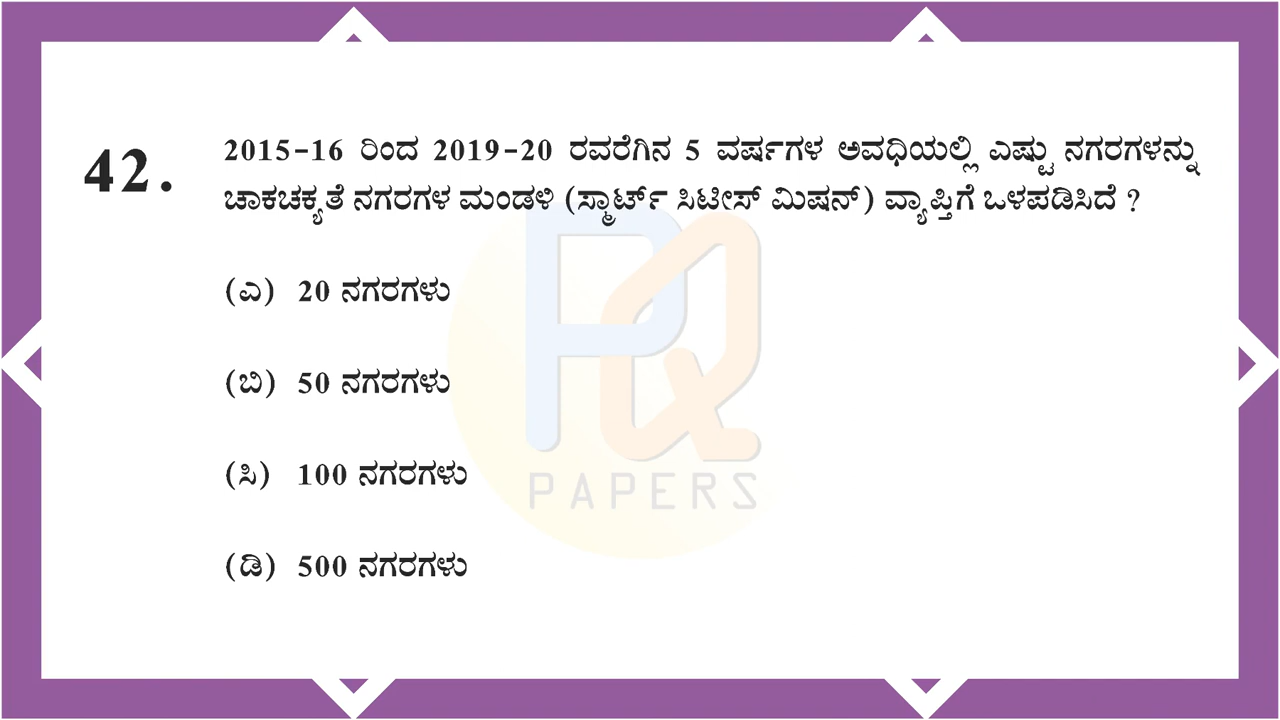 42. 2015-16 ರಿಂದ 2019-20 ರವರೆಗಿನ 5 ವರ್ಷಗಳ ಅವಧಿಯಲ್ಲಿ ಎಷ್ಟು ನಗರಗಳನ್ನು
ಚಾಕಚಕ್ಯತೆ ನಗರಗಳ ಮಂಡಳಿ (ಸ್ಮಾರ್ಟ್ ಸಿಟೀಸ್ ಮಿಷನ್) ವ್ಯಾಪ್ತಿಗೆ ಒಳಪಡಿಸಿದೆ ?
(ಎ) 20 ನಗರಗಳು
(ಬಿ) 50 ನಗರಗಳು
(ಸಿ) 100 ನಗರಗಳು
(ಡಿ) 500 ನಗರಗಳು
PQ
PAPERS